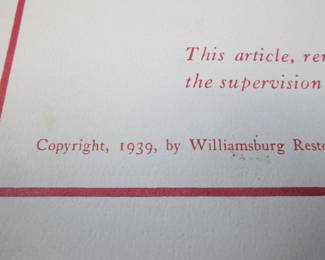 This article, re
the supervision
Copyright, 1939, by Williamsburg Resto